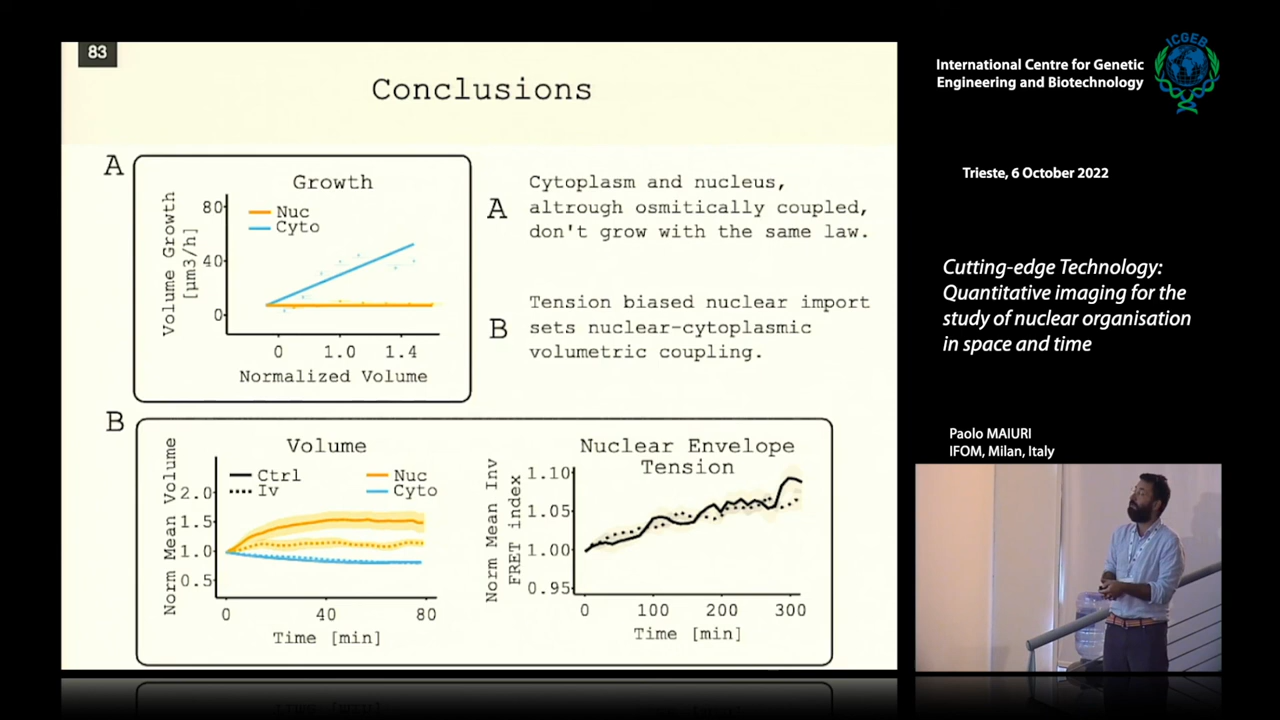 83
Conclusions
A
Growth
Volume Growth
[µm3/h]
80
40
0
Nuc
Cyto
0 1.0 1.4
Normalized Volume
A
Cytoplasm and nucleus,
altrough osmitically coupled,
don't grow with the same law.
B
Tension biased nuclear import
sets nuclear-cytoplasmic
volumetric coupling.
B
Volume
Norm Mean Volume
Ctrl
Iv
Nuc
Cyto
2.0
1.5
1.0
0.5
0 40 80
Time [min]
Nuclear Envelope
Tension
Norm Mean Inv
FRET index
1.10
1.05
1.00
0.95
0 100 200 300
Time [min]
International Centre for Genetic
Engineering and Biotechnology
ICGEB
Trieste, 6 October 2022
Cutting-edge Technology:
Quantitative imaging for the
study of nuclear organisation
in space and time
Paolo MAIURI
IFOM, Milan, Italy